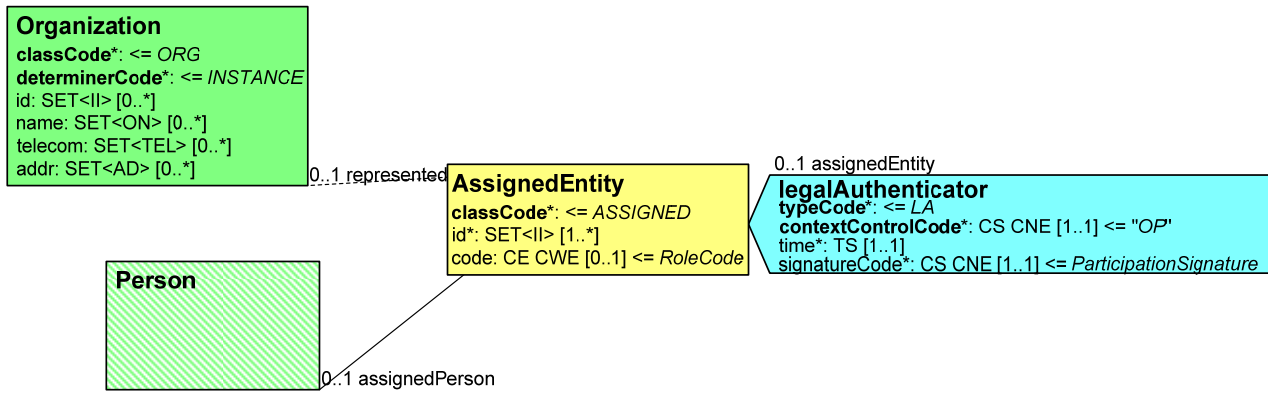 Organization
classCode*: <= ORG
determinerCode*: <= INSTANCE
id: SET<II> [0..*]
name: SET<ON> [0..*]
telecom: SET<TEL> [0..*]
addr: SET<AD> [0..*]
0..1 represented
AssignedEntity
classCode*: <= ASSIGNED
id*: SET<II> [1..*]
code: CE CWE [0..1] <= RoleCode
0..1 assignedEntity
legalAuthenticator
typeCode*: <= LA
contextControlCode*: CS CNE [1..1] <= "OP"
time*: TS [1..1]
signatureCode*: CS CNE [1..1] <= ParticipationSignature
Person
0..1 assignedPerson